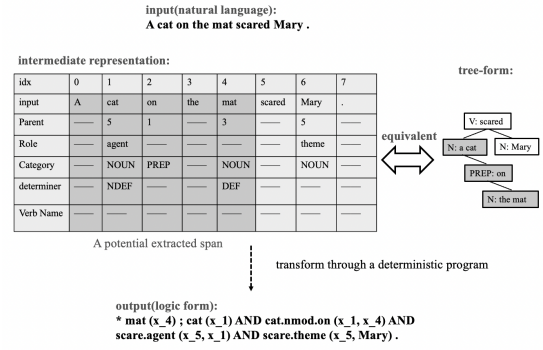 input(natural language):
A cat on the mat scared Mary .
intermediate representation:
tree-form:
idx 0 1 2 3 4 5 6 7
input A cat on the mat scared Mary .
Parent —— 5 1 —— 3 —— 5 ——
Role —— agent —— —— —— —— theme ——
Category —— NOUN PREP —— NOUN —— NOUN ——
determiner —— NDEF —— —— DEF —— —— ——
Verb Name —— —— —— —— —— —— —— ——
equivalent
V: scared
N: a cat
N: Mary
PREP: on
N: the mat
A potential extracted span
transform through a deterministic program
output(logic form):
* mat (x_4) ; cat (x_1) AND cat.nmod.on (x_1, x_4) AND
scare.agent (x_5, x_1) AND scare.theme (x_5, Mary) .